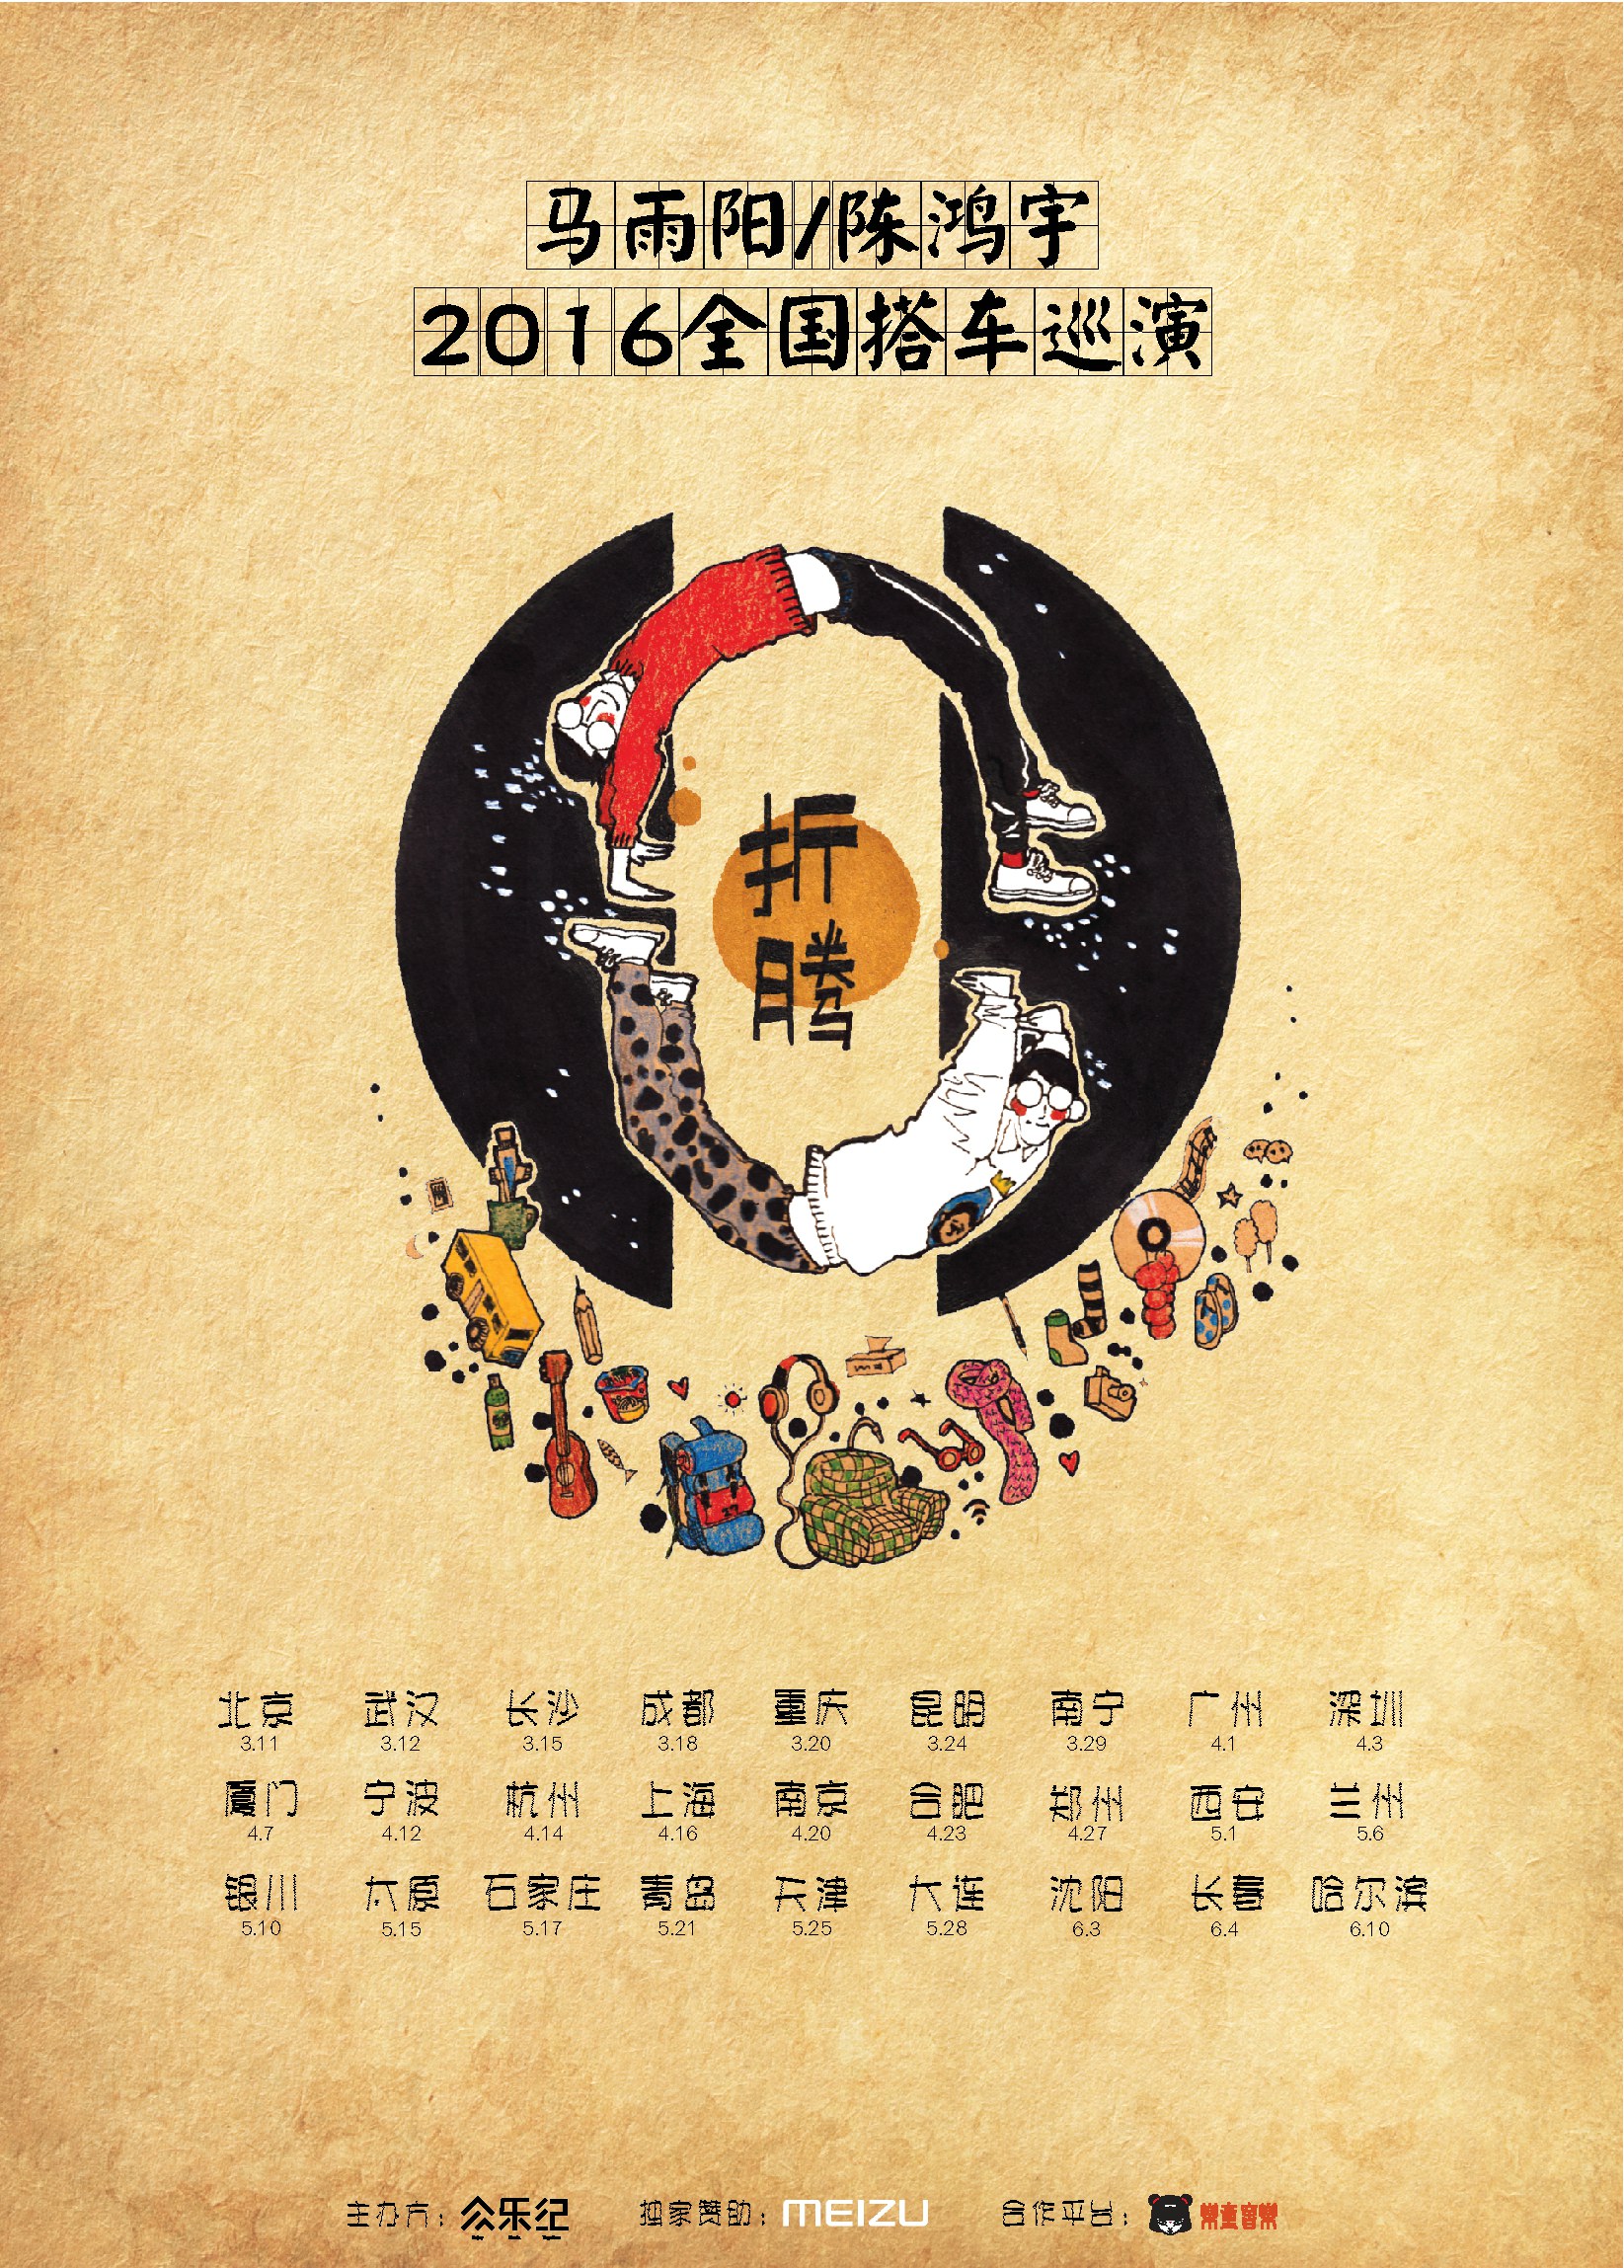 马雨阳/陈鸿宇
2016全国搭车巡演
折
腾
北京 武汉 长沙 成都 重庆 昆明 南宁 广州 深圳
3.11 3.12 3.15 3.18 3.20 3.24 3.29 4.1 4.3
厦门 宁波 杭州 上海 南京 合肥 郑州 西安 兰州
4.7 4.12 4.14 4.16 4.20 4.23 4.27 5.1 5.6
银川 太原 石家庄 青岛 天津 大连 沈阳 长春 哈尔滨
5.10 5.15 5.17 5.21 5.25 5.28 6.3 6.4 6.10
主办方：众乐纪 独家赞助：MEIZU 合作平台：乐童音乐